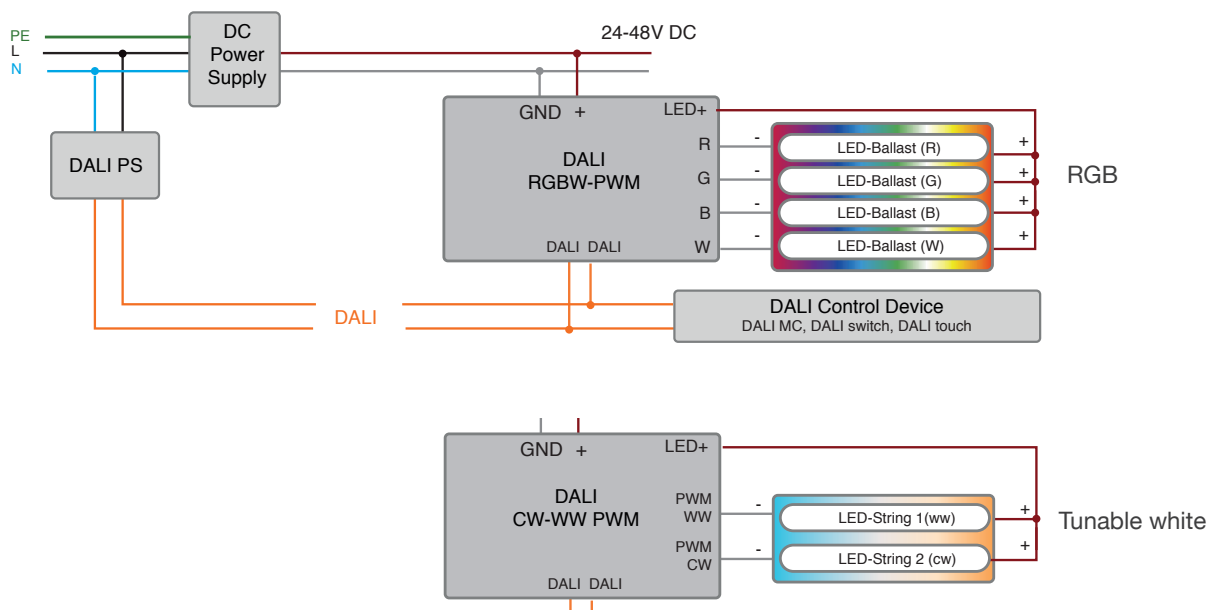 PE
L
N
DC
Power
Supply
24-48V DC
DALI PS
GND +
LED+
DALI
RGBW-PWM
R
G
B
W
DALI DALI
-
-
-
-
LED-Ballast (R)
LED-Ballast (G)
LED-Ballast (B)
LED-Ballast (W)
+
+
+
+
RGB
DALI
DALI Control Device
DALI MC, DALI switch, DALI touch
GND +
LED+
DALI
CW-WW PWM
PWM
WW
PWM
CW
DALI DALI
-
-
LED-String 1(ww)
LED-String 2 (cw)
+
+
Tunable white